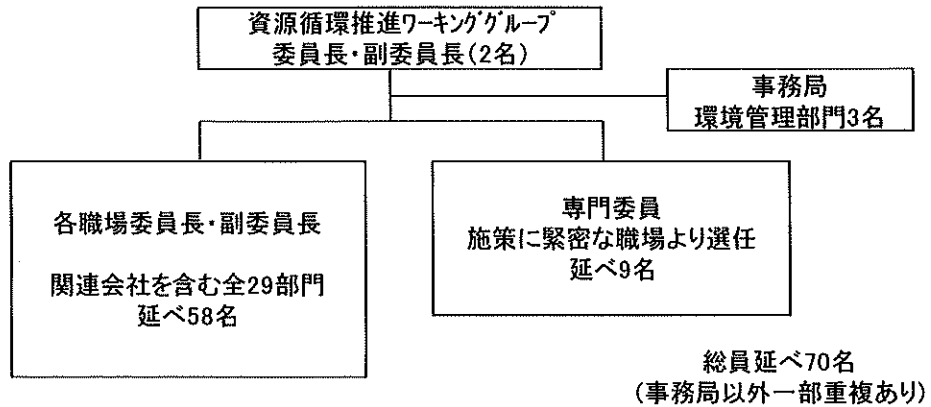 資源循環推進ワーキンググループ
委員長・副委員長(2名)
事務局
環境管理部門3名
各職場委員長・副委員長
関連会社を含む全29部門
延べ58名
専門委員
施策に緊密な職場より選任
延べ9名
総員延べ70名
(事務局以外一部重複あり)